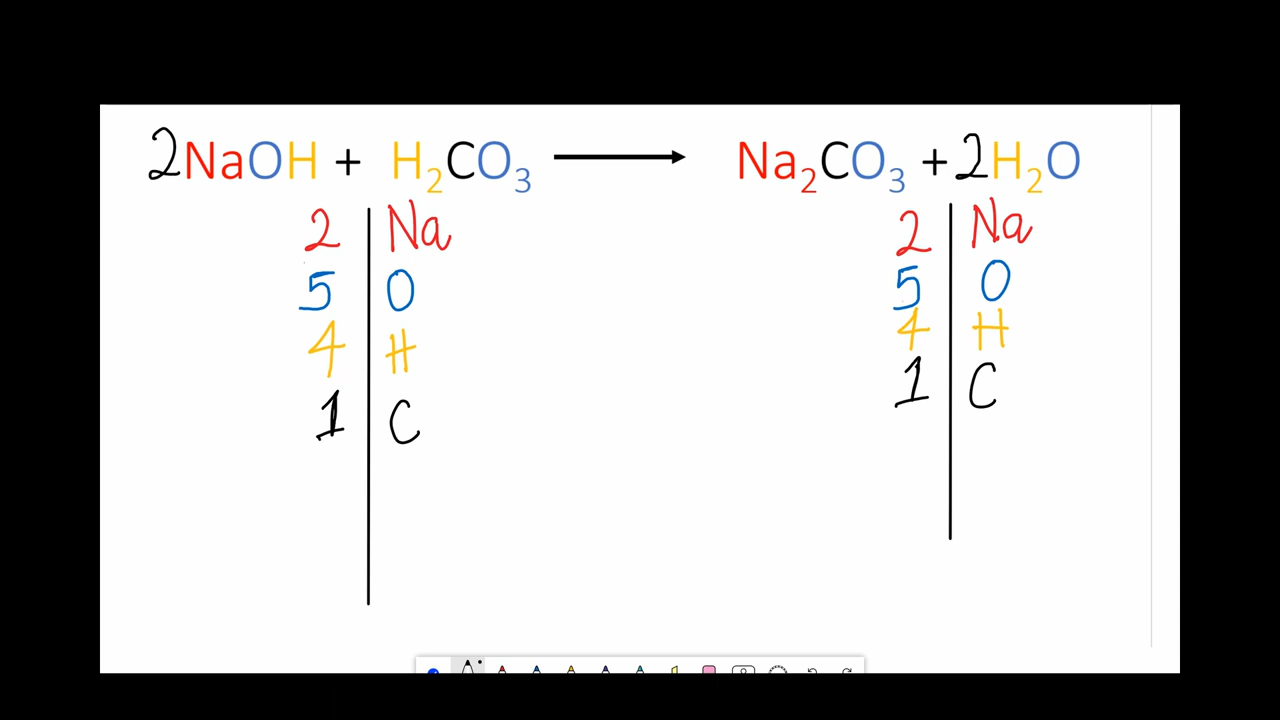 2NaOH + H₂CO₃ ⟶ Na₂CO₃ + 2H₂O
2 Na 2 Na
5 O 5 O
4 H 4 H
1 C 1 C